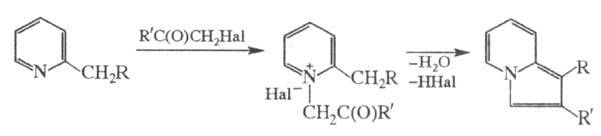 N
CH₂R
R'C(O)CH₂Hal
N⁺
CH₂R
Hal⁻
CH₂C(O)R'
–H₂O
–HHal
N
R
R'